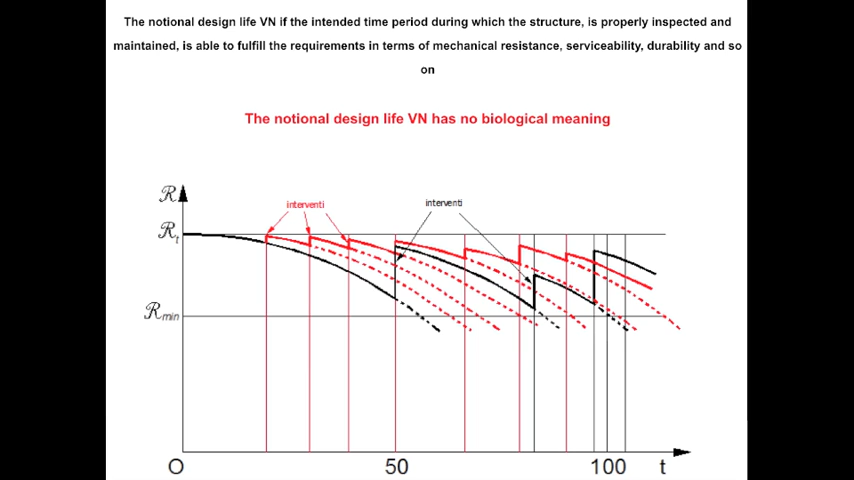 The notional design life VN if the intended time period during which the structure, is properly inspected and
maintained, is able to fulfill the requirements in terms of mechanical resistance, serviceability, durability and so
on
The notional design life VN has no biological meaning
ℛ
interventi
interventi
ℛt
ℛmin
O 50 100 t